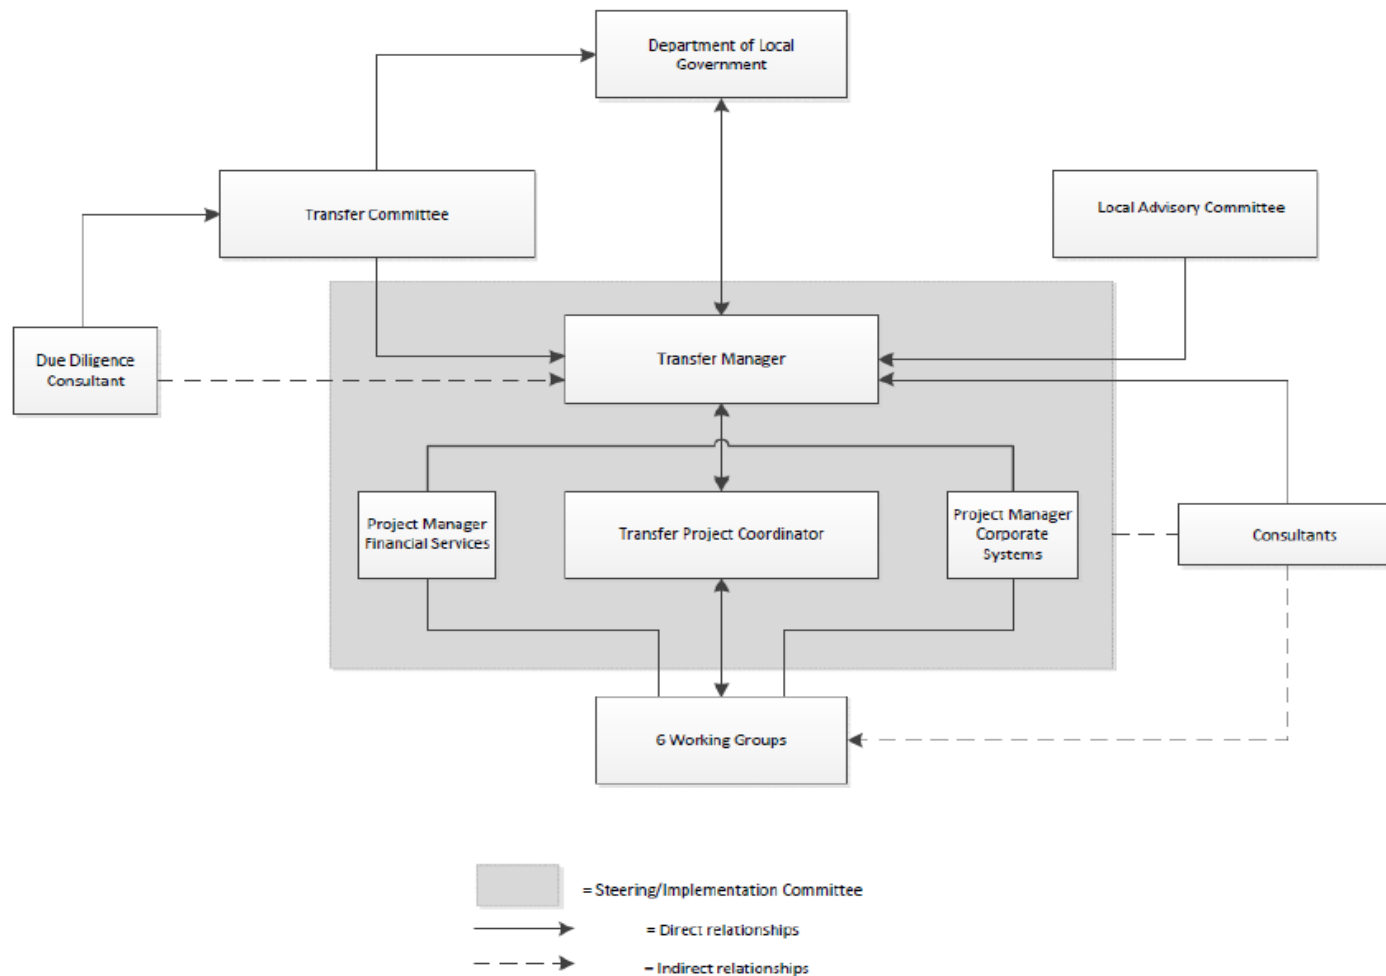 Department of Local
Government
Transfer Committee
Local Advisory Committee
Due Diligence
Consultant
Transfer Manager
Project Manager
Financial Services
Transfer Project Coordinator
Project Manager
Corporate
Systems
Consultants
6 Working Groups
= Steering/Implementation Committee
= Direct relationships
= Indirect relationships